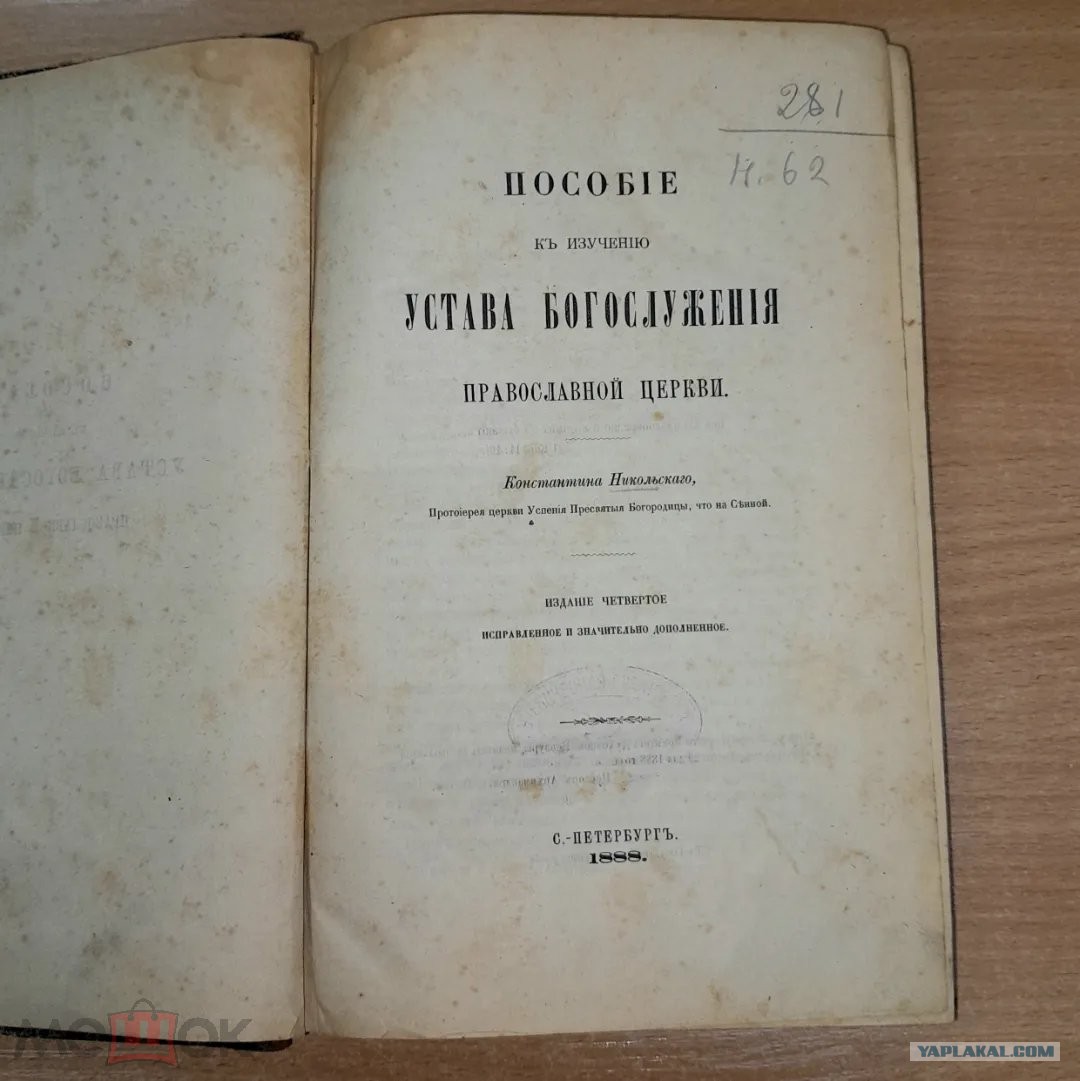 281
Н. 62
ПОСОБІЕ
КЪ ИЗУЧЕНІЮ
УСТАВА БОГОСЛУЖЕНІЯ
ПРАВОСЛАВНОЙ ЦЕРКВИ.
Константина Никольскаго,
Протоіерея церкви Успенія Пресвятыя Богородицы, что на Сѣнной.
ИЗДАНІЕ ЧЕТВЕРТОЕ
ИСПРАВЛЕННОЕ И ЗНАЧИТЕЛЬНО ДОПОЛНЕННОЕ.
С.-ПЕТЕРБУРГЪ.
1888.
МЕШОК
YAPLAKAL.COM